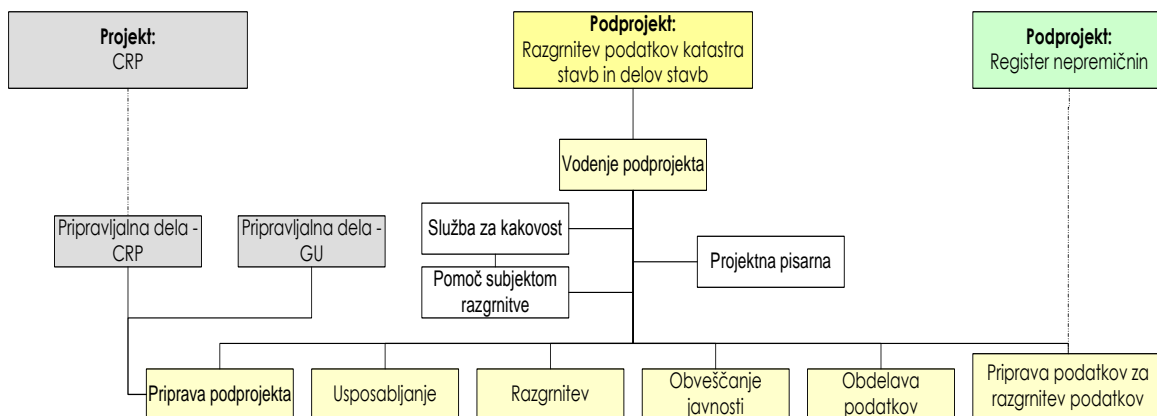 Projekt:
CRP
Podprojekt:
Razgrnitev podatkov katastra
stavb in delov stavb
Podprojekt:
Register nepremičnin
Vodenje podprojekta
Pripravljalna dela -
CRP
Pripravljalna dela -
GU
Služba za kakovost
Pomoč subjektom
razgrnitve
Projektna pisarna
Priprava podprojekta
Usposabljanje
Razgrnitev
Obveščanje
javnosti
Obdelava
podatkov
Priprava podatkov za
razgrnitev podatkov